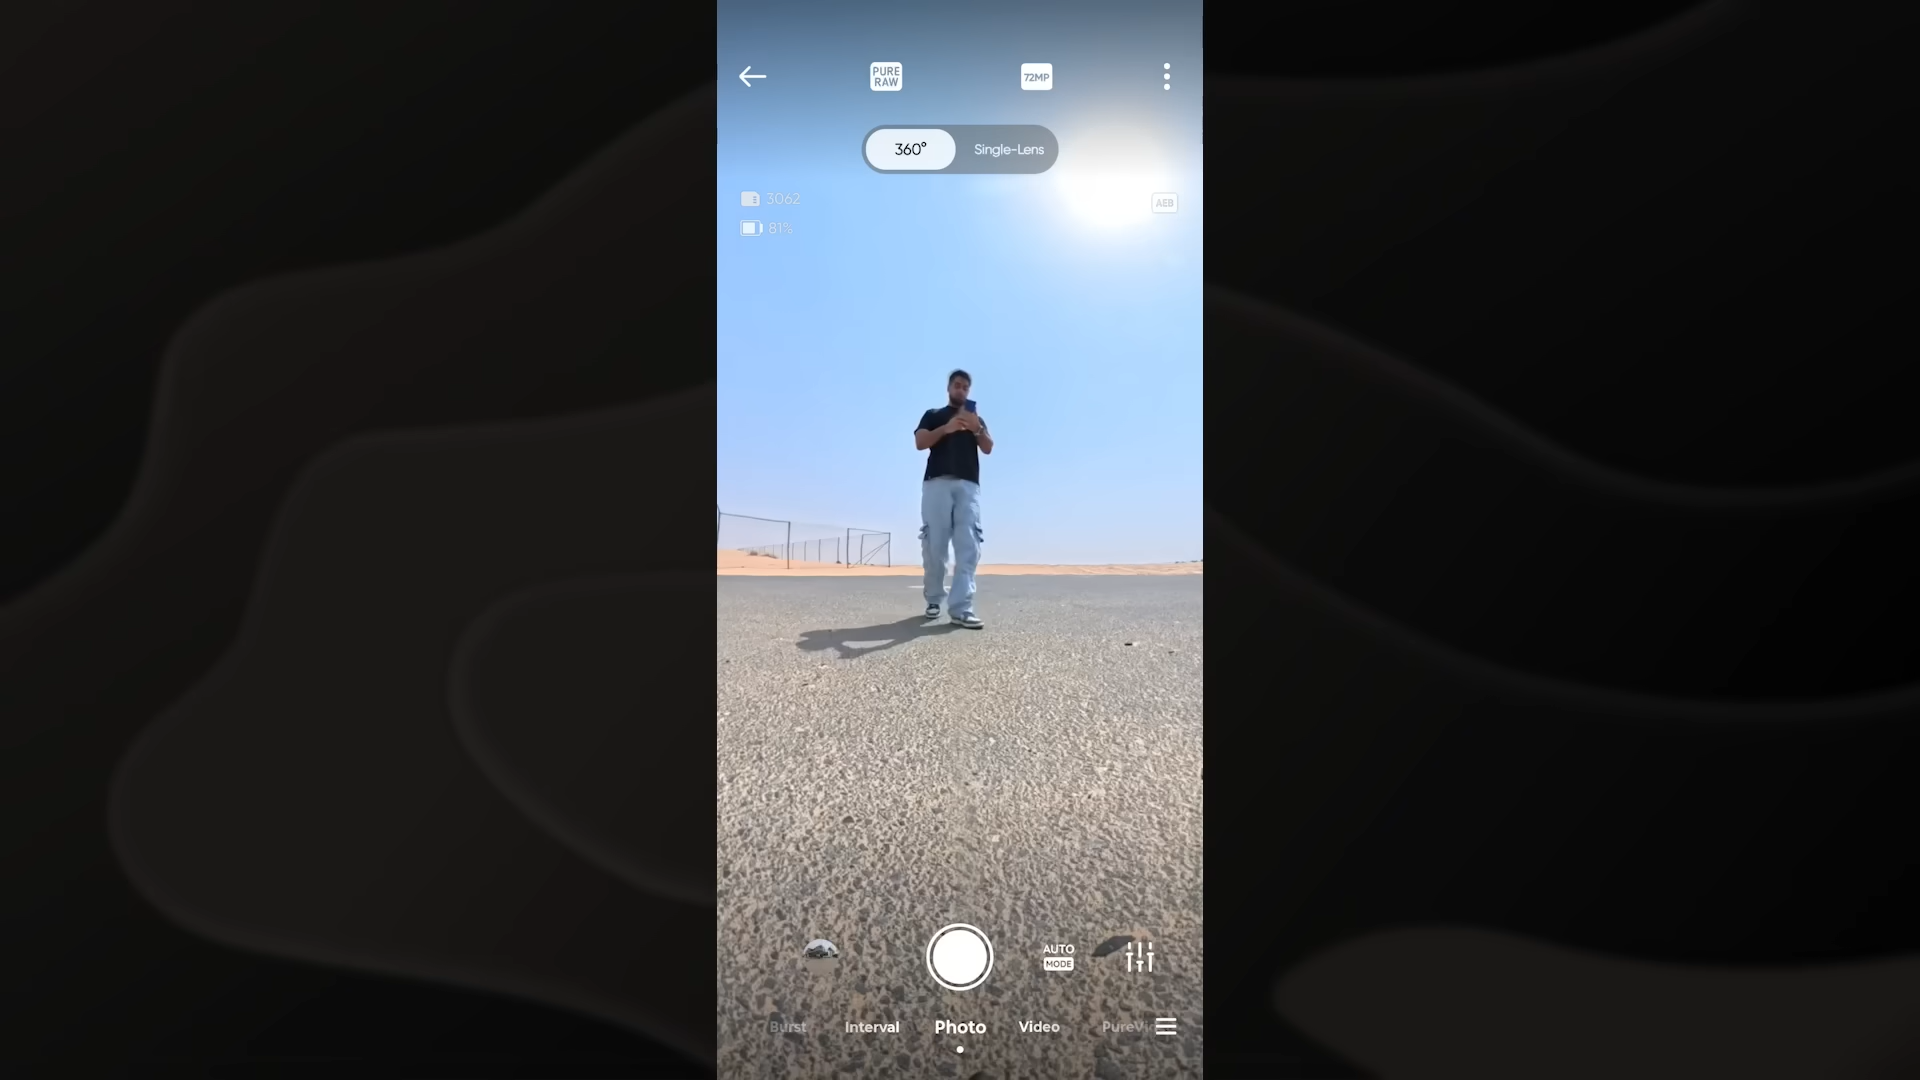 PURE
RAW
72MP
360°
Single-Lens
3062
AEB
81%
AUTO
MODE
Burst
Interval
Photo
Video